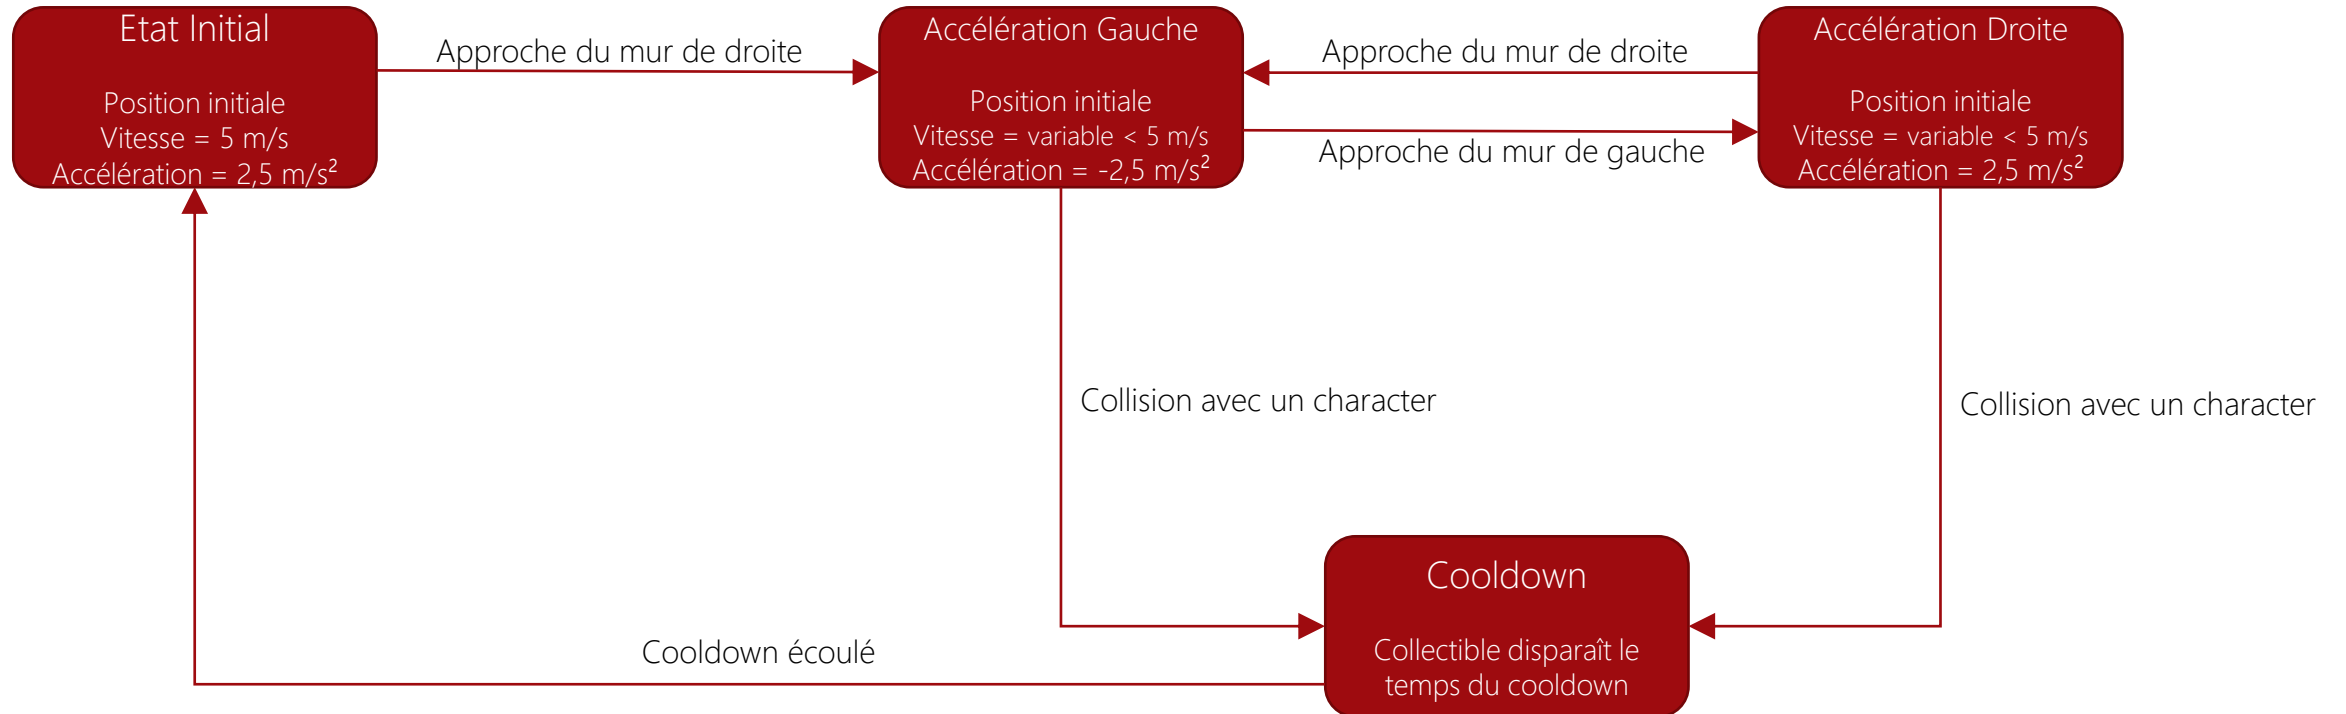 Etat Initial
Position initiale
Vitesse = 5 m/s
Accélération = 2,5 m/s²
Approche du mur de droite
Accélération Gauche
Position initiale
Vitesse = variable < 5 m/s
Accélération = -2,5 m/s²
Approche du mur de droite
Approche du mur de gauche
Accélération Droite
Position initiale
Vitesse = variable < 5 m/s
Accélération = 2,5 m/s²
Collision avec un character
Collision avec un character
Cooldown
Collectible disparaît le
temps du cooldown
Cooldown écoulé